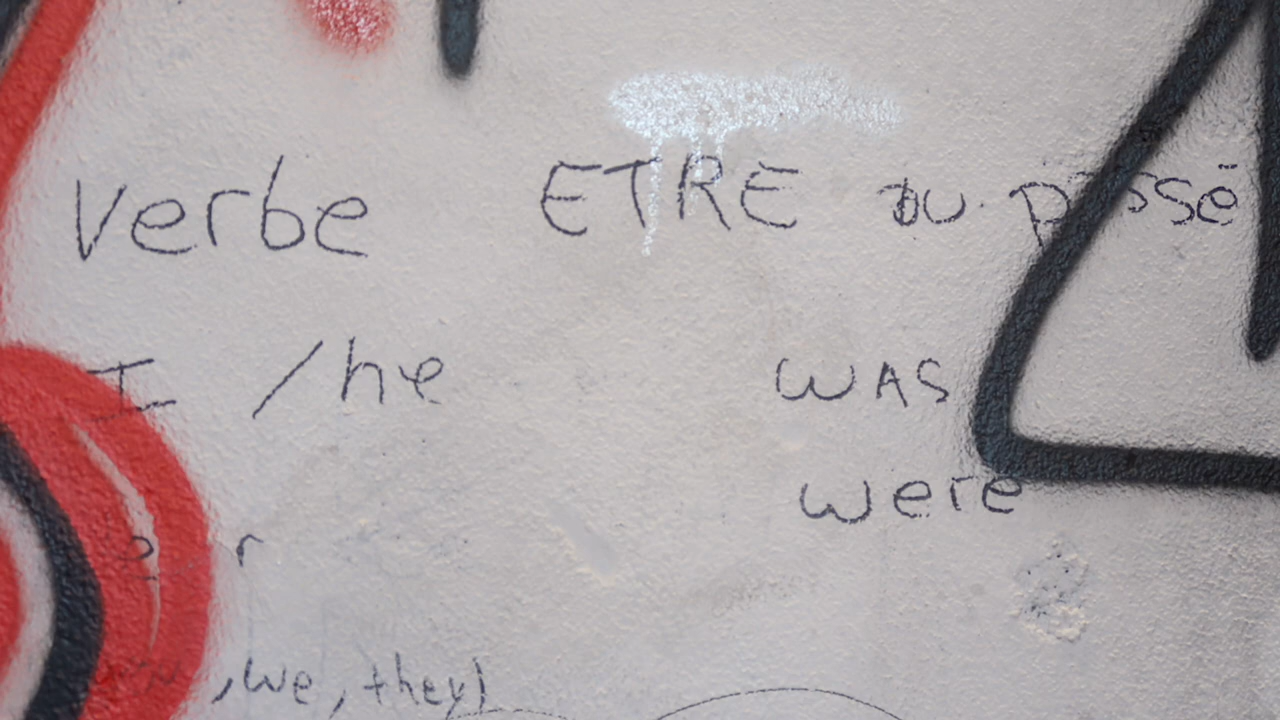 Verbe ETRE au passé
I / he was
were
, we, they)